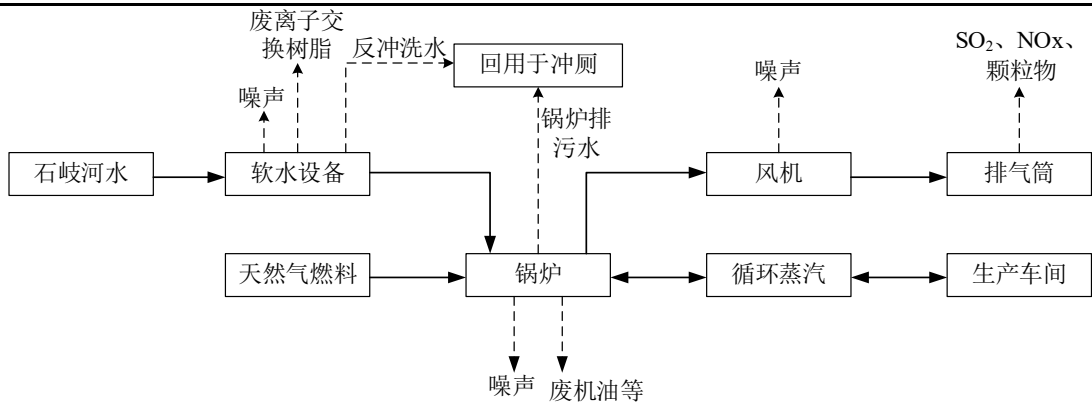 废离子交
换树脂
反冲洗水
回用于冲厕
SO₂、NOx、
颗粒物
噪声
噪声
锅炉排
污水
石岐河水
软水设备
风机
排气筒
天然气燃料
锅炉
循环蒸汽
生产车间
噪声
废机油等